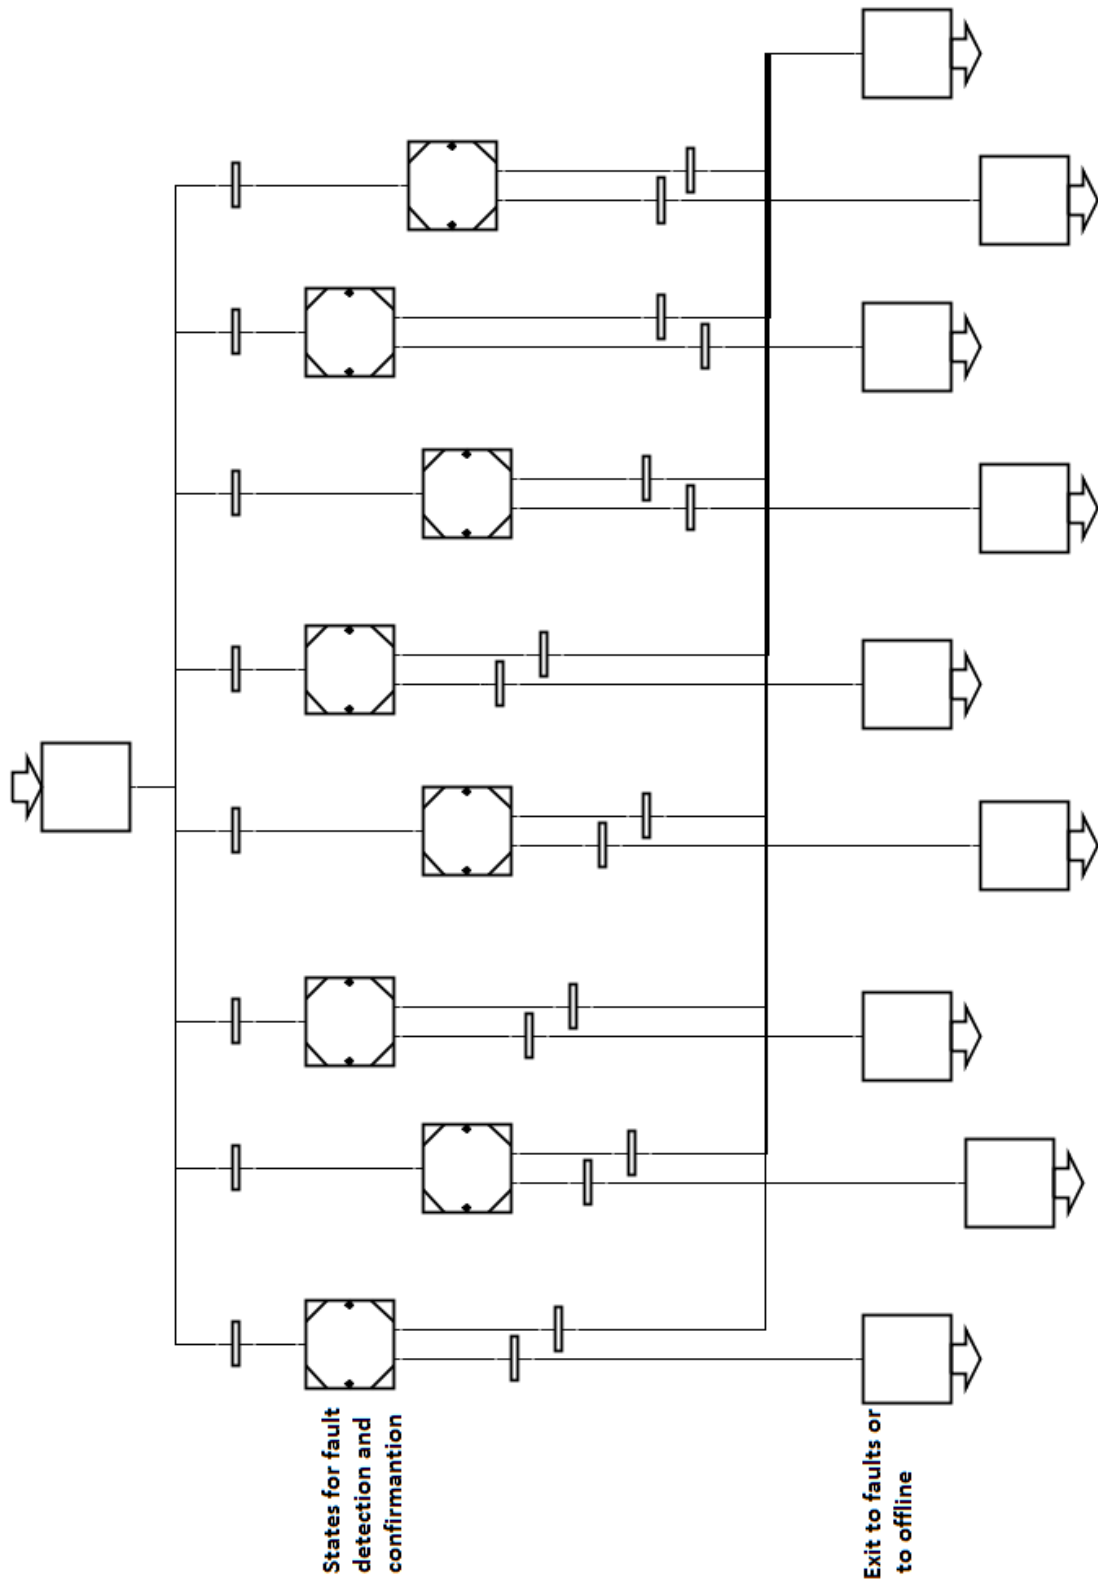 States for fault
detection and
confirmantion
Exit to faults or
to offline